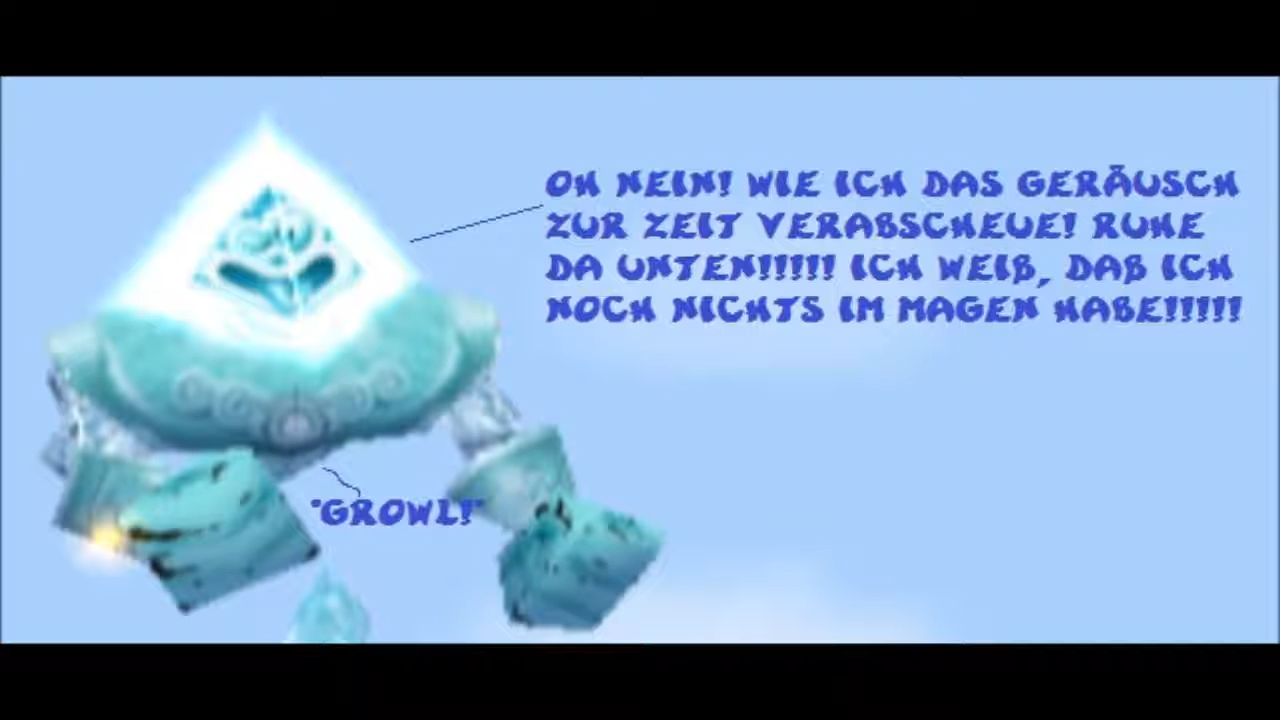 OH NEIN! WIE ICH DAS GERÄUSCH
ZUR ZEIT VERABSCHEUE! RUHE
DA UNTEN!!!!! ICH WEIß, DAß ICH
NOCH NICHTS IM MAGEN HABE!!!!!
"GROWL!"